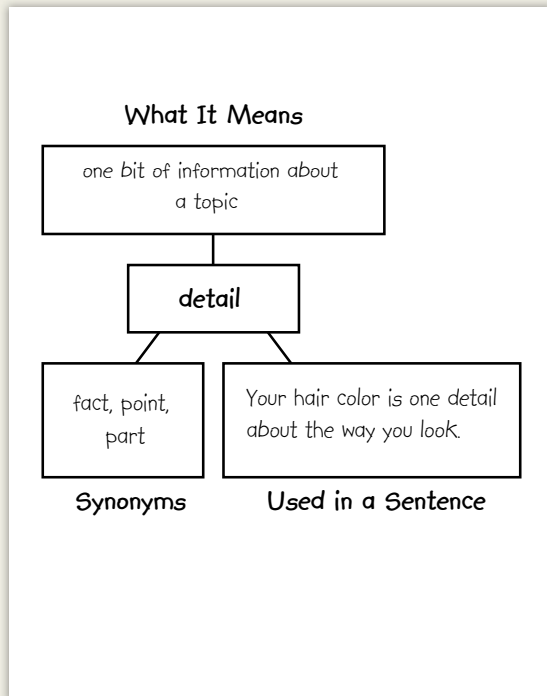 What It Means
one bit of information about
a topic
detail
fact, point,
part
Your hair color is one detail
about the way you look.
Synonyms
Used in a Sentence